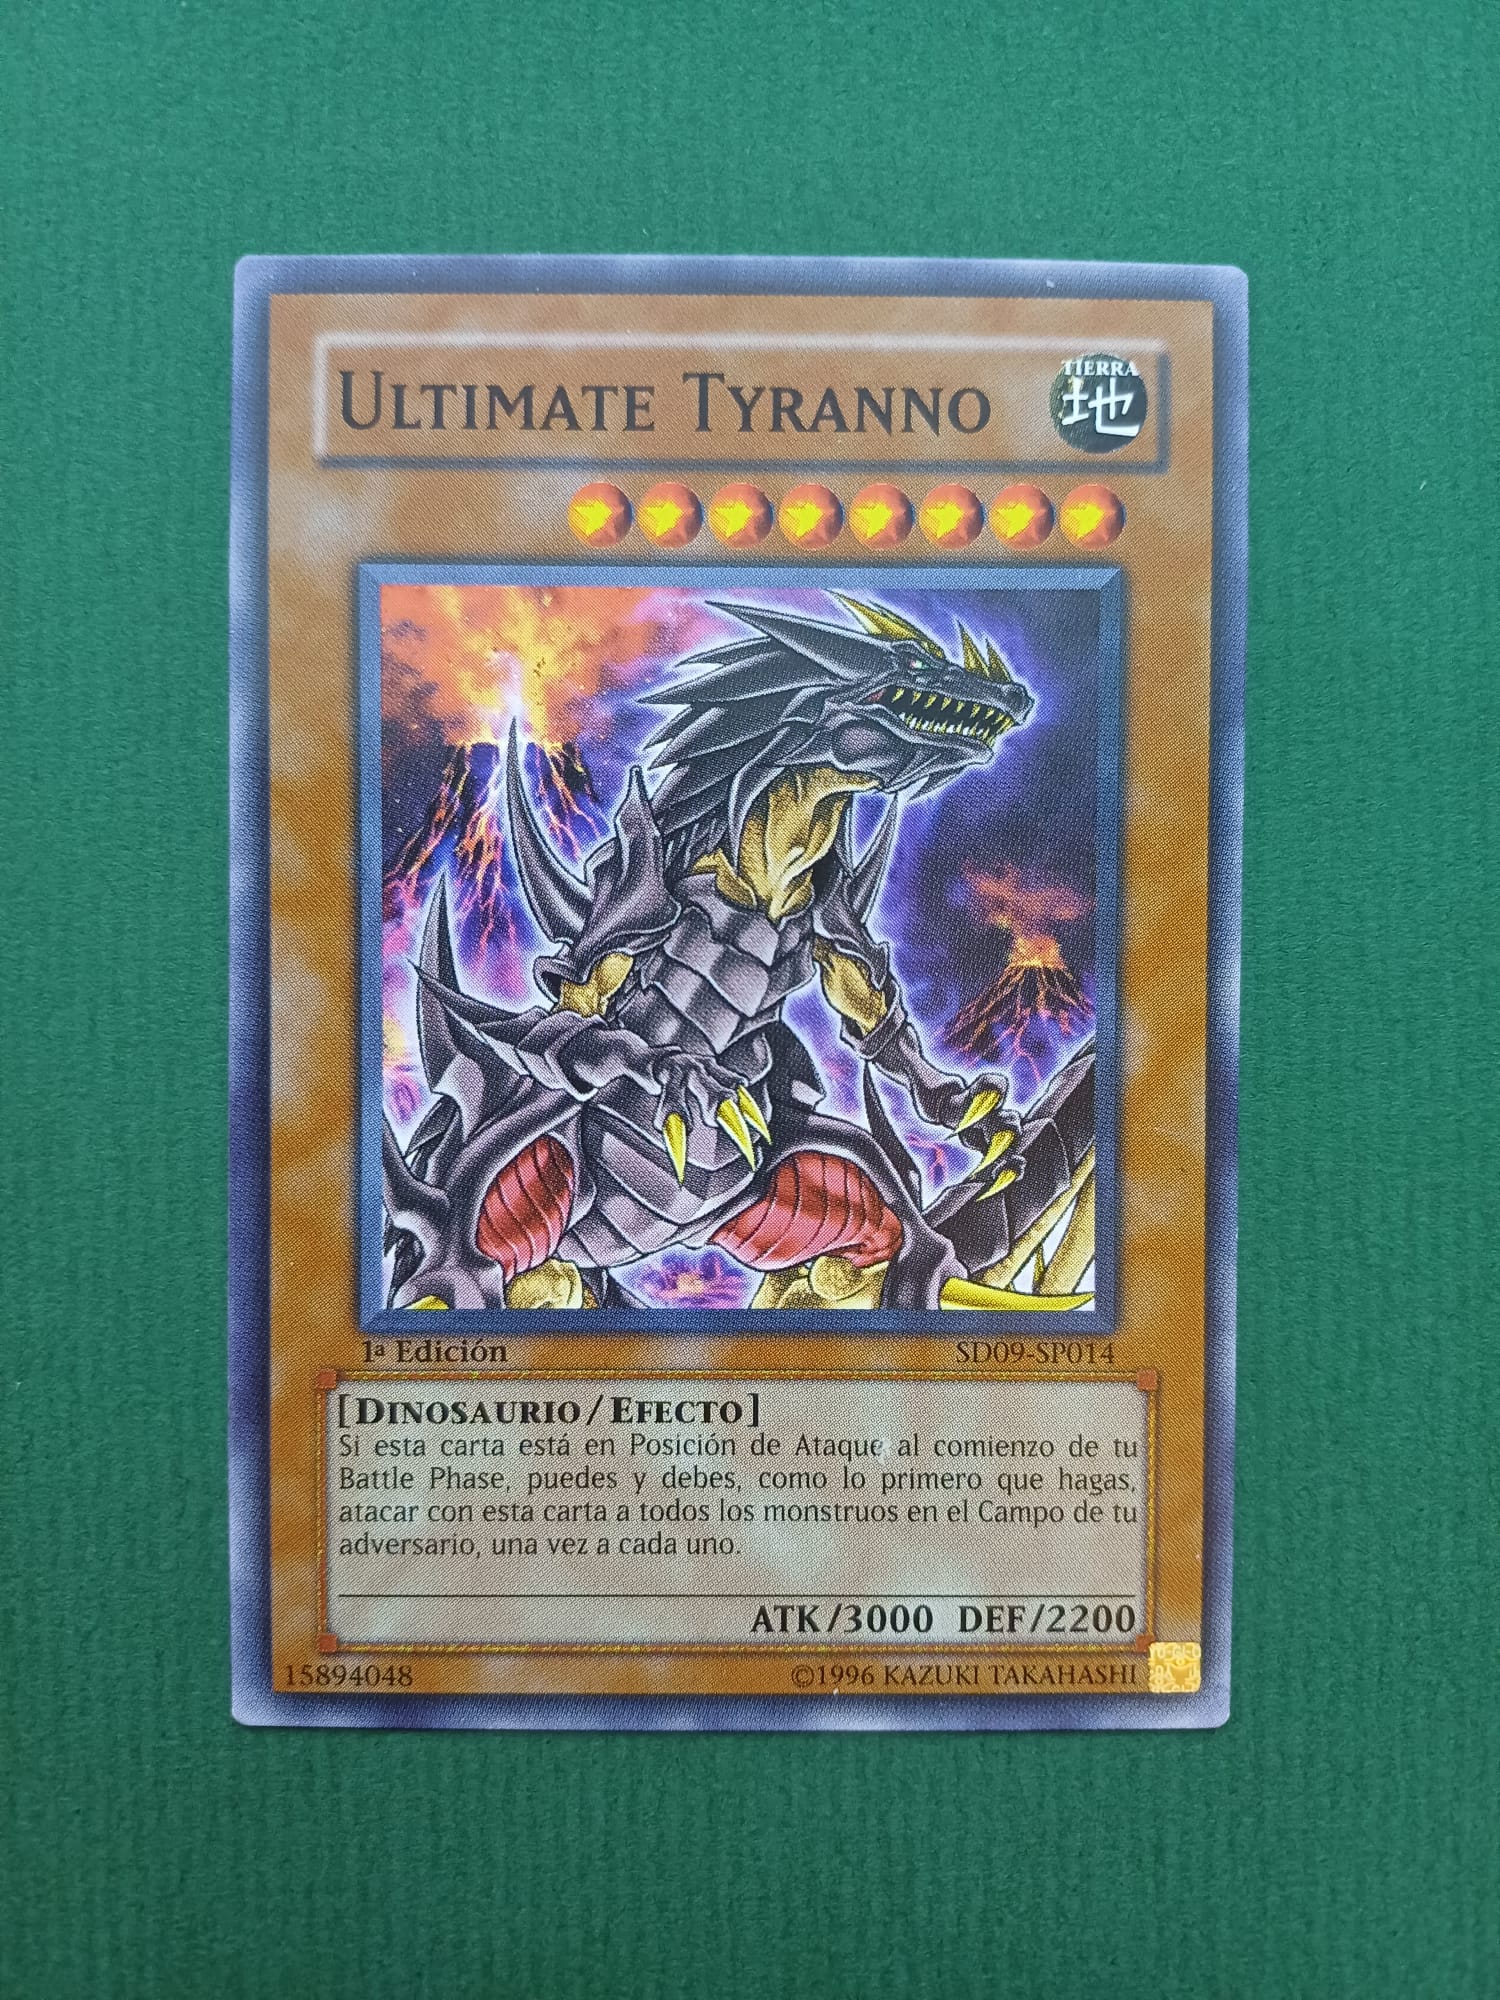 ULTIMATE TYRANNO
TIERRA
地
1ª Edición
SD09-SP014
[DINOSAURIO/EFECTO]
Si esta carta está en Posición de Ataque al comienzo de tu
Battle Phase, puedes y debes, como lo primero que hagas,
atacar con esta carta a todos los monstruos en el Campo de tu
adversario, una vez a cada uno.
ATK/3000 DEF/2200
15894048
©1996 KAZUKI TAKAHASHI